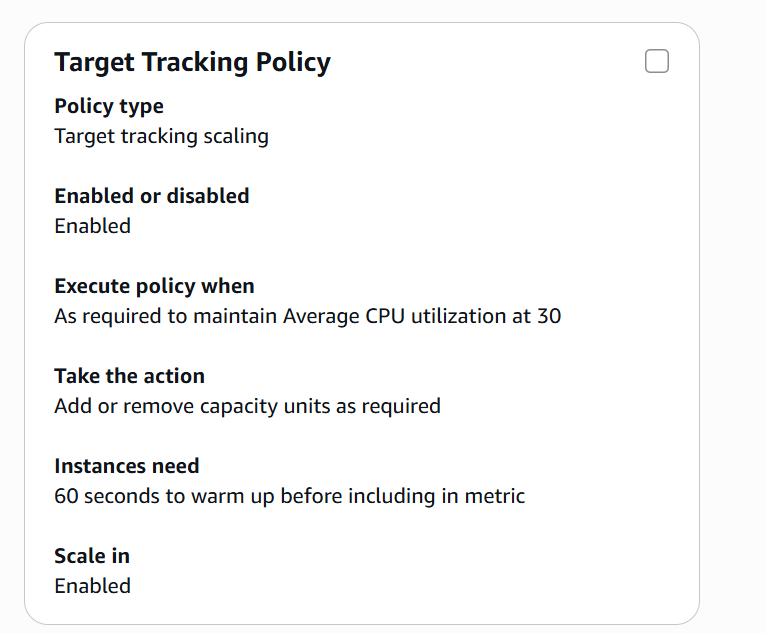 Target Tracking Policy
Policy type
Target tracking scaling
Enabled or disabled
Enabled
Execute policy when
As required to maintain Average CPU utilization at 30
Take the action
Add or remove capacity units as required
Instances need
60 seconds to warm up before including in metric
Scale in
Enabled